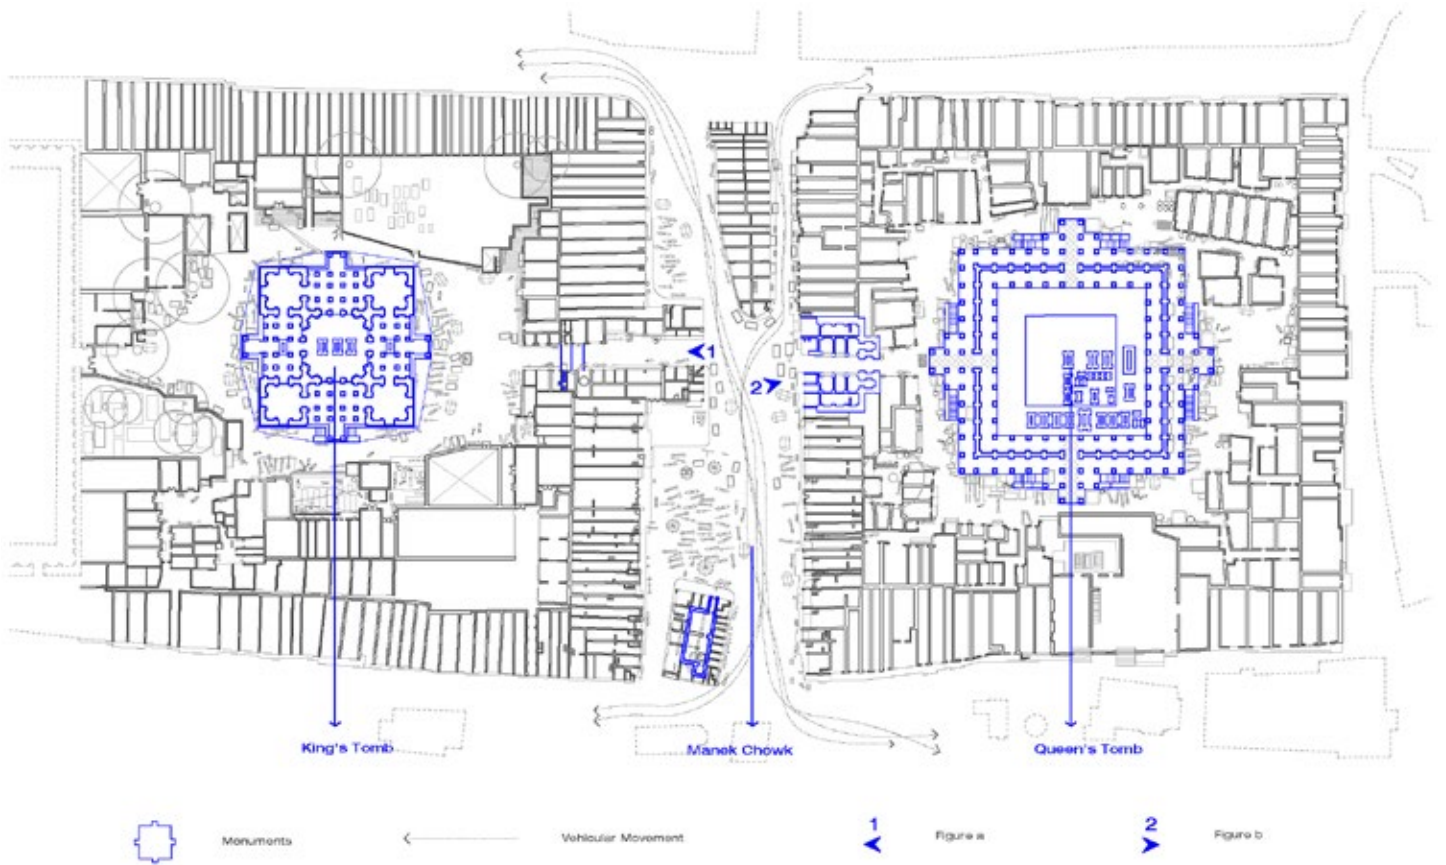 1
2
King's Tomb
Manek Chowk
Queen's Tomb
Monuments
Vehicular Movement
1
Figure a
2
Figure b